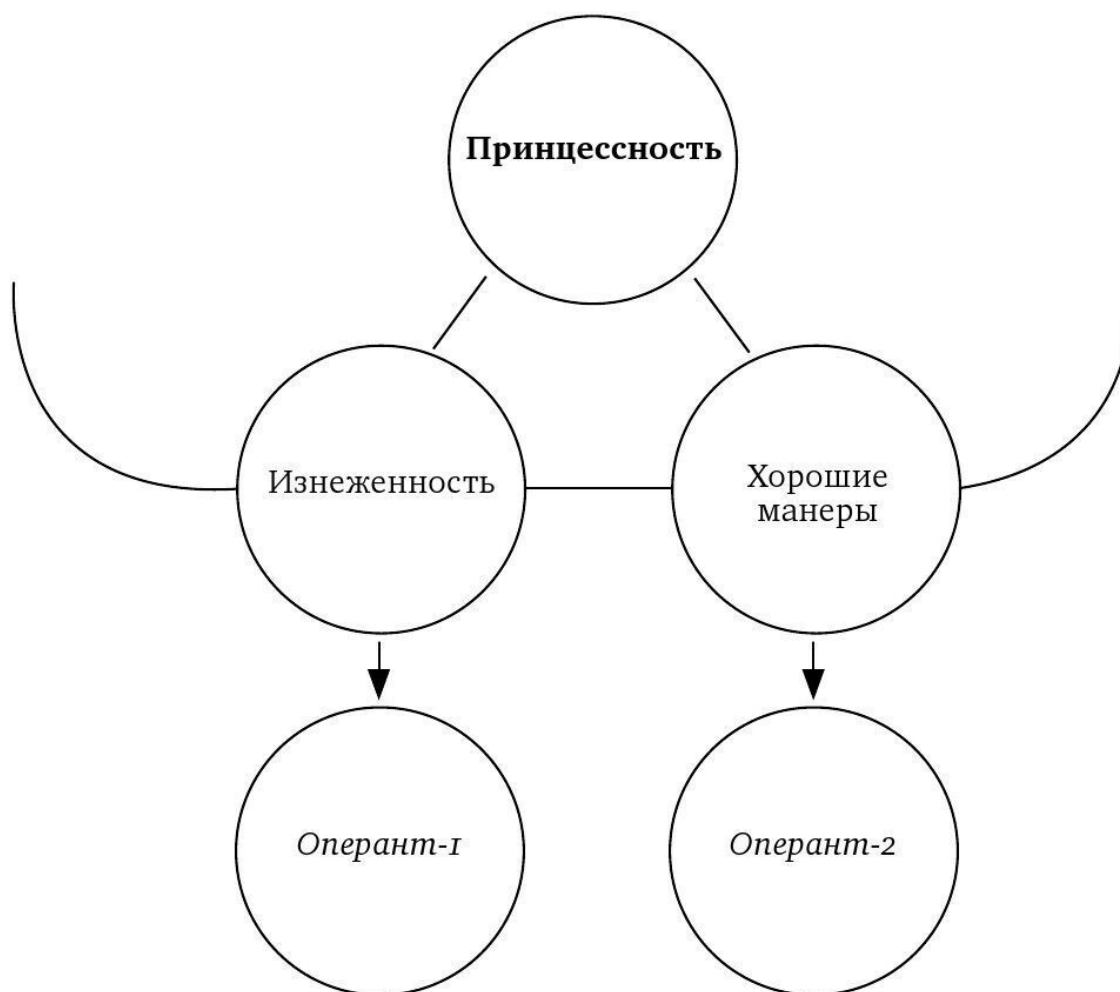 Принцессность
Изнеженность
Хорошие
манеры
Оперант-1
Оперант-2